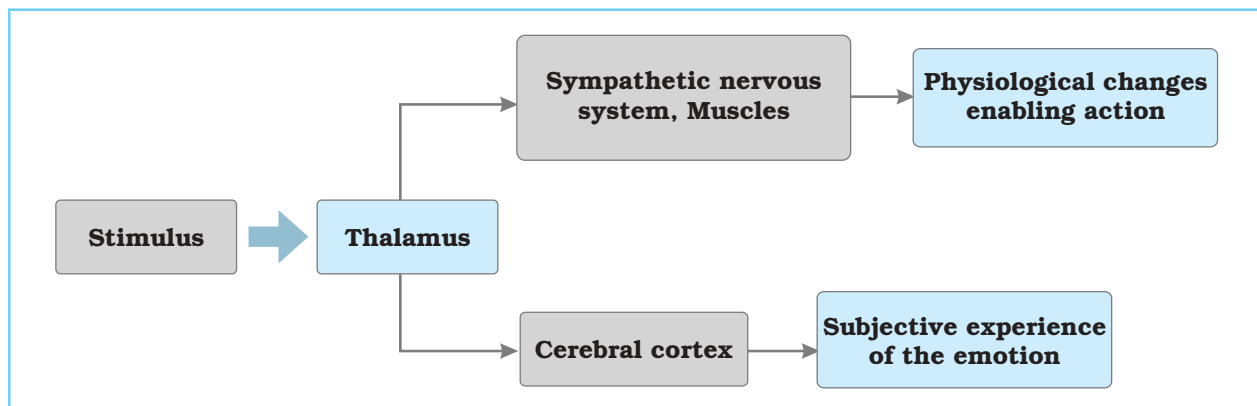 Sympathetic nervous
system, Muscles
Physiological changes
enabling action
Stimulus
Thalamus
Cerebral cortex
Subjective experience
of the emotion